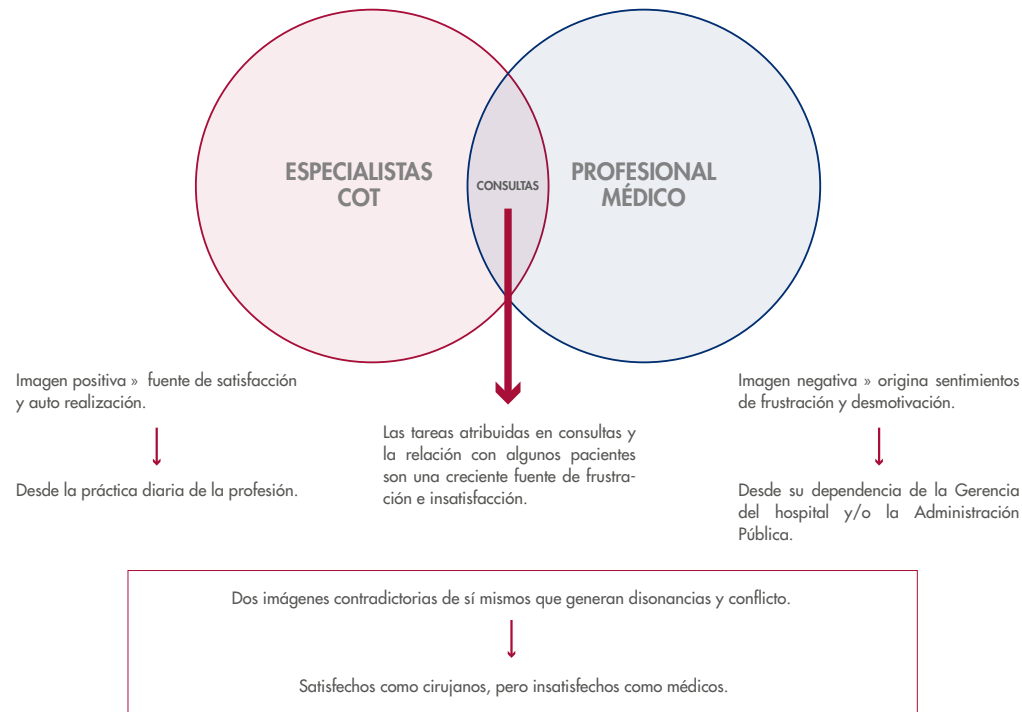 ESPECIALISTAS
COT
CONSULTAS
PROFESIONAL
MÉDICO
Imagen positiva » fuente de satisfacción
y auto realización.
Desde la práctica diaria de la profesión.
Las tareas atribuidas en consultas y
la relación con algunos pacientes
son una creciente fuente de frustra-
ción e insatisfacción.
Imagen negativa » origina sentimientos
de frustración y desmotivación.
Desde su dependencia de la Gerencia
del hospital y/o la Administración
Pública.
Dos imágenes contradictorias de sí mismos que generan disonancias y conflicto.
Satisfechos como cirujanos, pero insatisfechos como médicos.